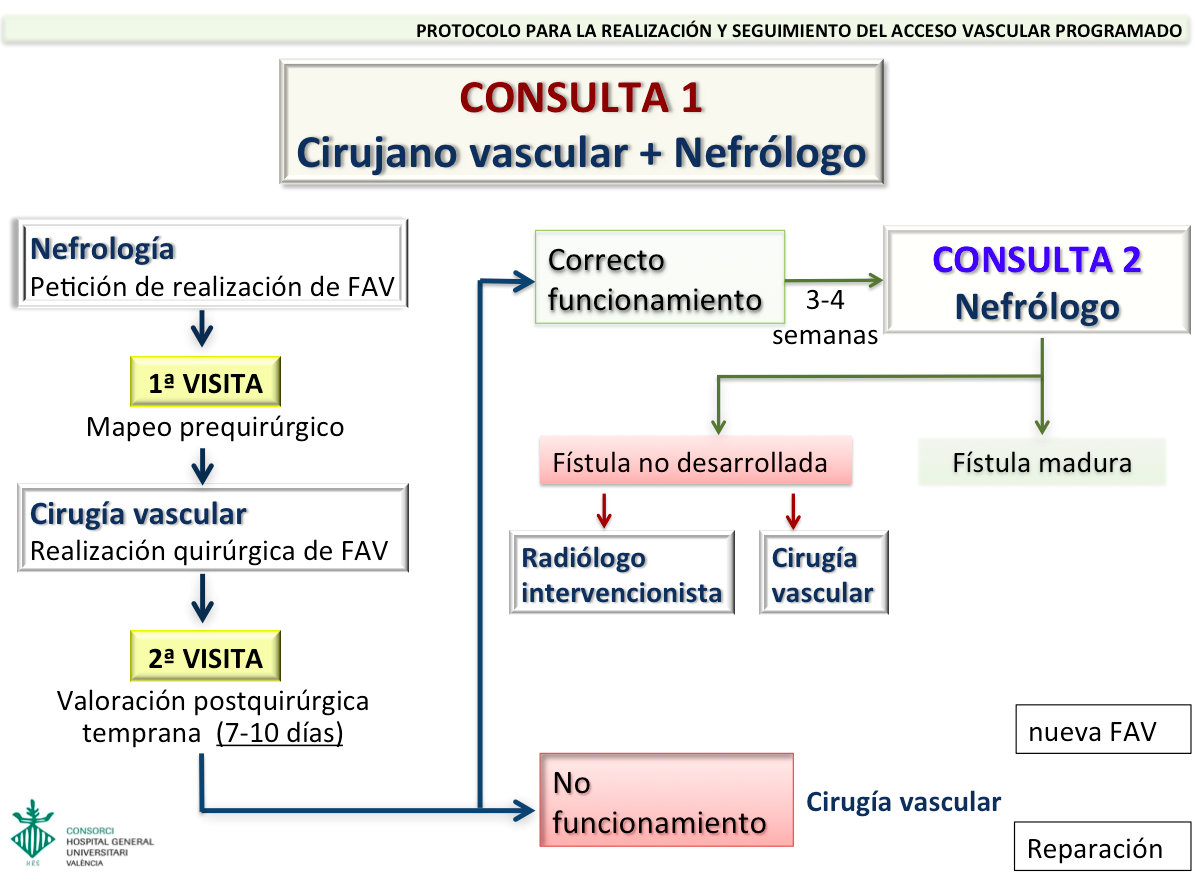 PROTOCOLO PARA LA REALIZACIÓN Y SEGUIMIENTO DEL ACCESO VASCULAR PROGRAMADO
CONSULTA 1
Cirujano vascular + Nefrólogo
Nefrología
Petición de realización de FAV
1ª VISITA
Mapeo prequirúrgico
Cirugía vascular
Realización quirúrgica de FAV
2ª VISITA
Valoración postquirúrgica
temprana (7-10 días)
Correcto
funcionamiento
3-4
semanas
CONSULTA 2
Nefrólogo
Fístula no desarrollada
Fístula madura
Radiólogo
intervencionista
Cirugía
vascular
No
funcionamiento
Cirugía vascular
nueva FAV
Reparación
CONSORCI
HOSPITAL GENERAL
UNIVERSITARI
VALÈNCIA